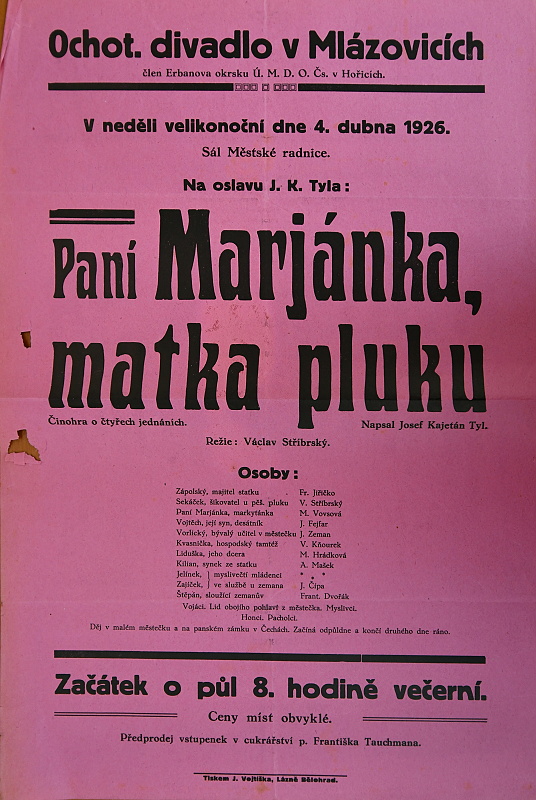 Ochot. divadlo v Mlázovicích
člen Erbanova okrsku Ú. M. D. O. Čs. v Hořicich.
V neděli velikonoční dne 4. dubna 1926.
Sál Městské radnice.
Na oslavu J. K. Tyla:
Paní Marjánka,
matka pluku
Činohra o čtyřech jednáních. Napsal Josef Kajetán Tyl.
Režie: Václav Stříbrský.
Osoby:
Zápolský, majitel statku . Fr. Jiřičko
Sekáček, šikovatel u pěš. pluku V. Stříbrský
Paní Marjánka, markytánka M. Vovsová
Vojtěch, její syn, desátník J. Fejfar
Vorlický, bývalý učitel v městečku J. Zeman
Kvasnička, hospodský tamtéž V. Kňourek
Liduška, jeho dcera M. Hrádková
Kilian, synek ze statku A. Mašek
Jelínek, } myslivečtí mládenci * * *
Zajíček, } ve službě u zemana J. Čipa
Štěpán, sloužící zemanův Frant. Dvořák
Vojáci. Lid obojího pohlaví z městečka. Myslivci.
Honci. Pacholci.
Děj v malém městečku a na panském zámku v Čechách. Začíná odpůldne a končí druhého dne ráno.
Začátek o půl 8. hodině večerní.
Ceny míst obvyklé.
Předprodej vstupenek v cukrářství p. Františka Tauchmana.
Tiskem J. Vojtíška, Lázně Bělohrad.